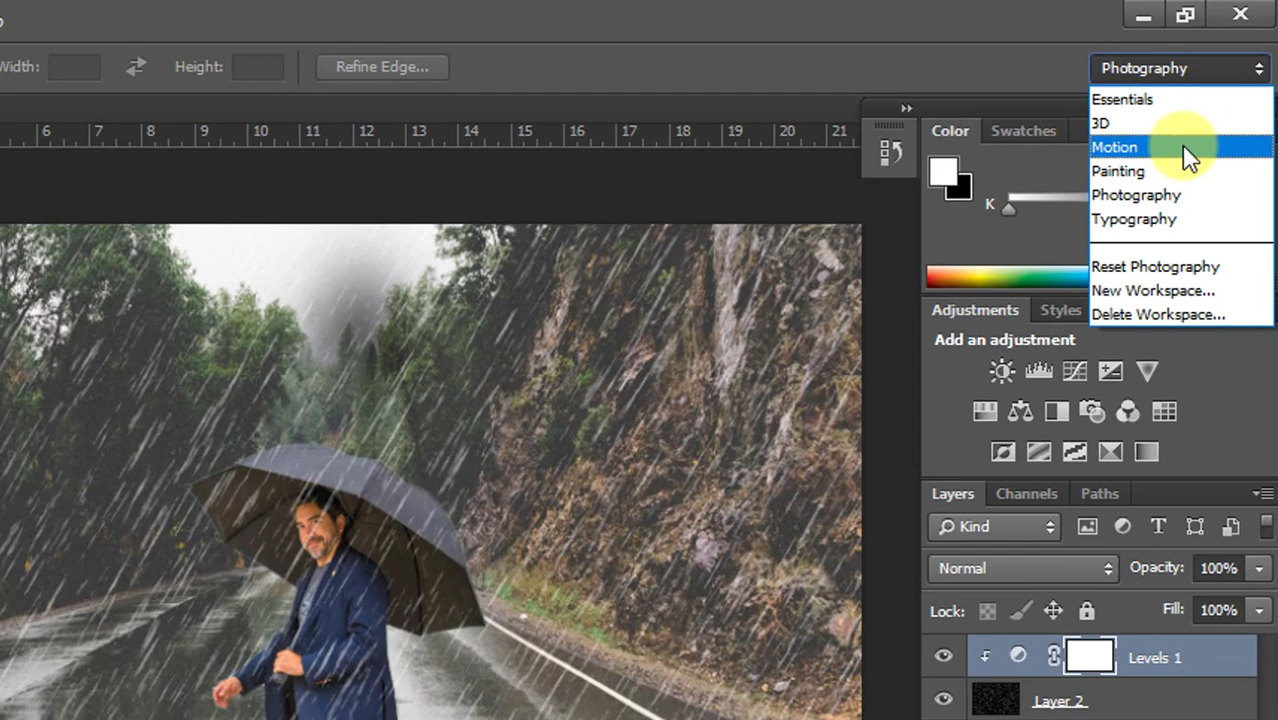 Width:
Height:
Refine Edge...
Photography
Essentials
3D
Motion
Painting
Photography
Typography
Reset Photography
New Workspace...
Delete Workspace...
6 7 8 9 10 11 12 13 14 15 16 17 18 19 20 21
Color
Swatches
K
Adjustments
Styles
Add an adjustment
Layers
Channels
Paths
Kind
T
Normal
Opacity:
100%
Lock:
Fill:
100%
Levels 1
Layer 2